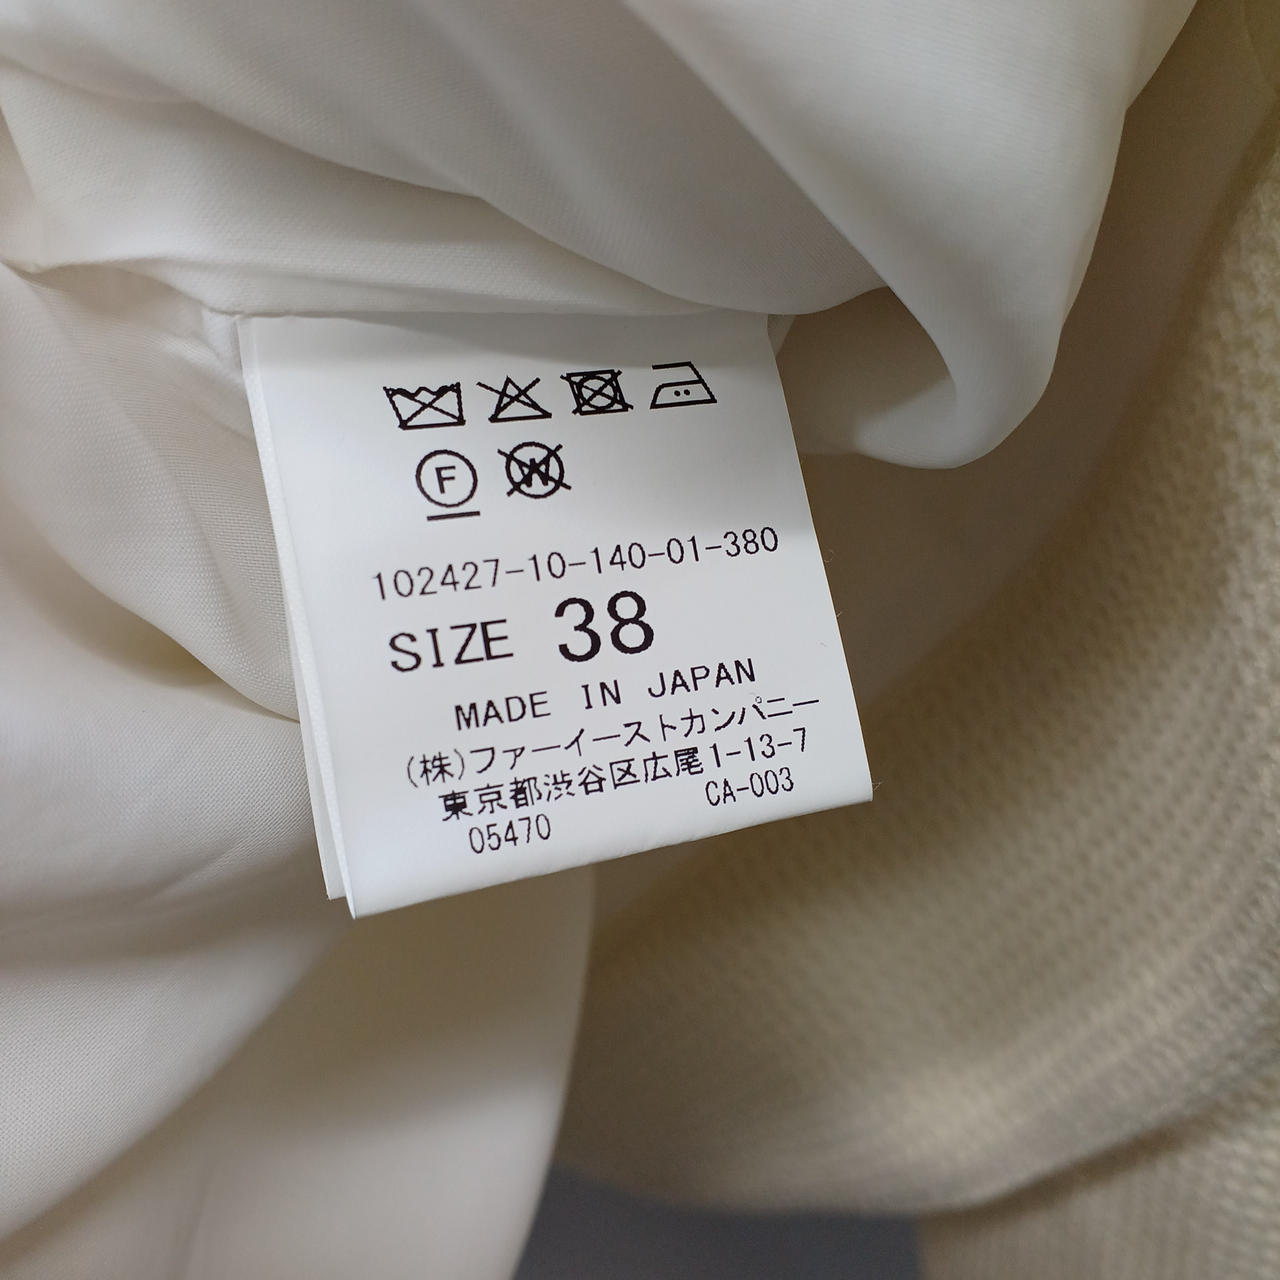 F W
102427-10-140-01-380
SIZE 38
MADE IN JAPAN
(株)ファーイーストカンパニー
東京都渋谷区広尾1-13-7
05470 CA-003